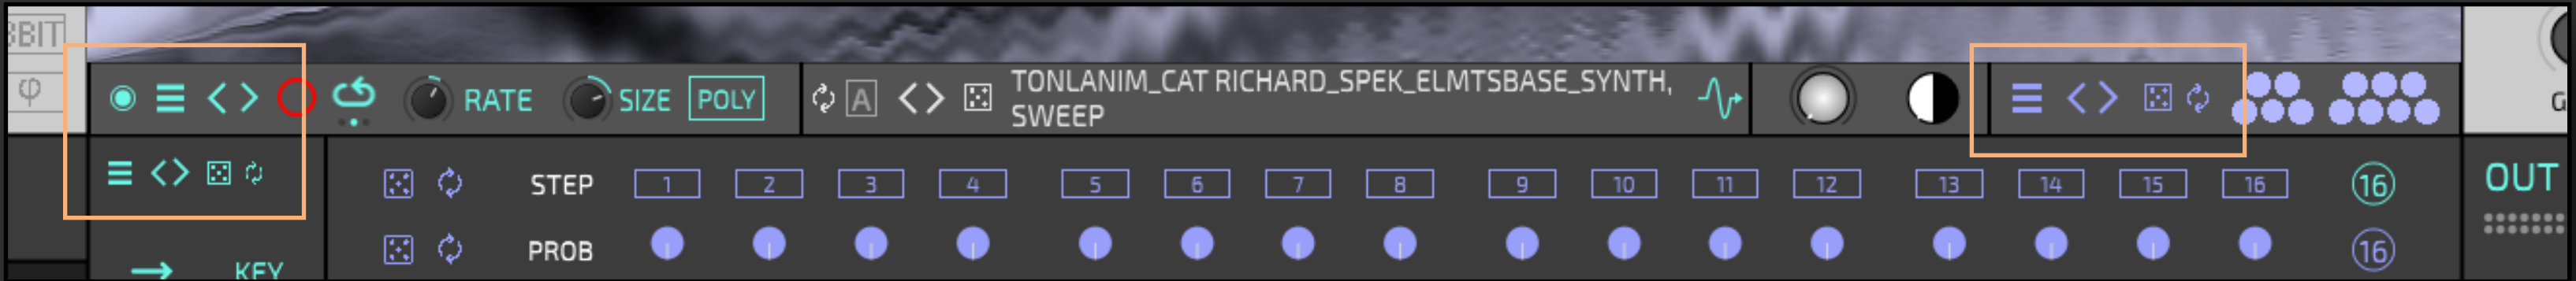 3BIT
φ
RATE SIZE POLY A TONLANIM_CAT RICHARD_SPEK_ELMTSBASE_SYNTH,
SWEEP
G
STEP 1 2 3 4 5 6 7 8 9 10 11 12 13 14 15 16 16
OUT
PROB 16
KEY